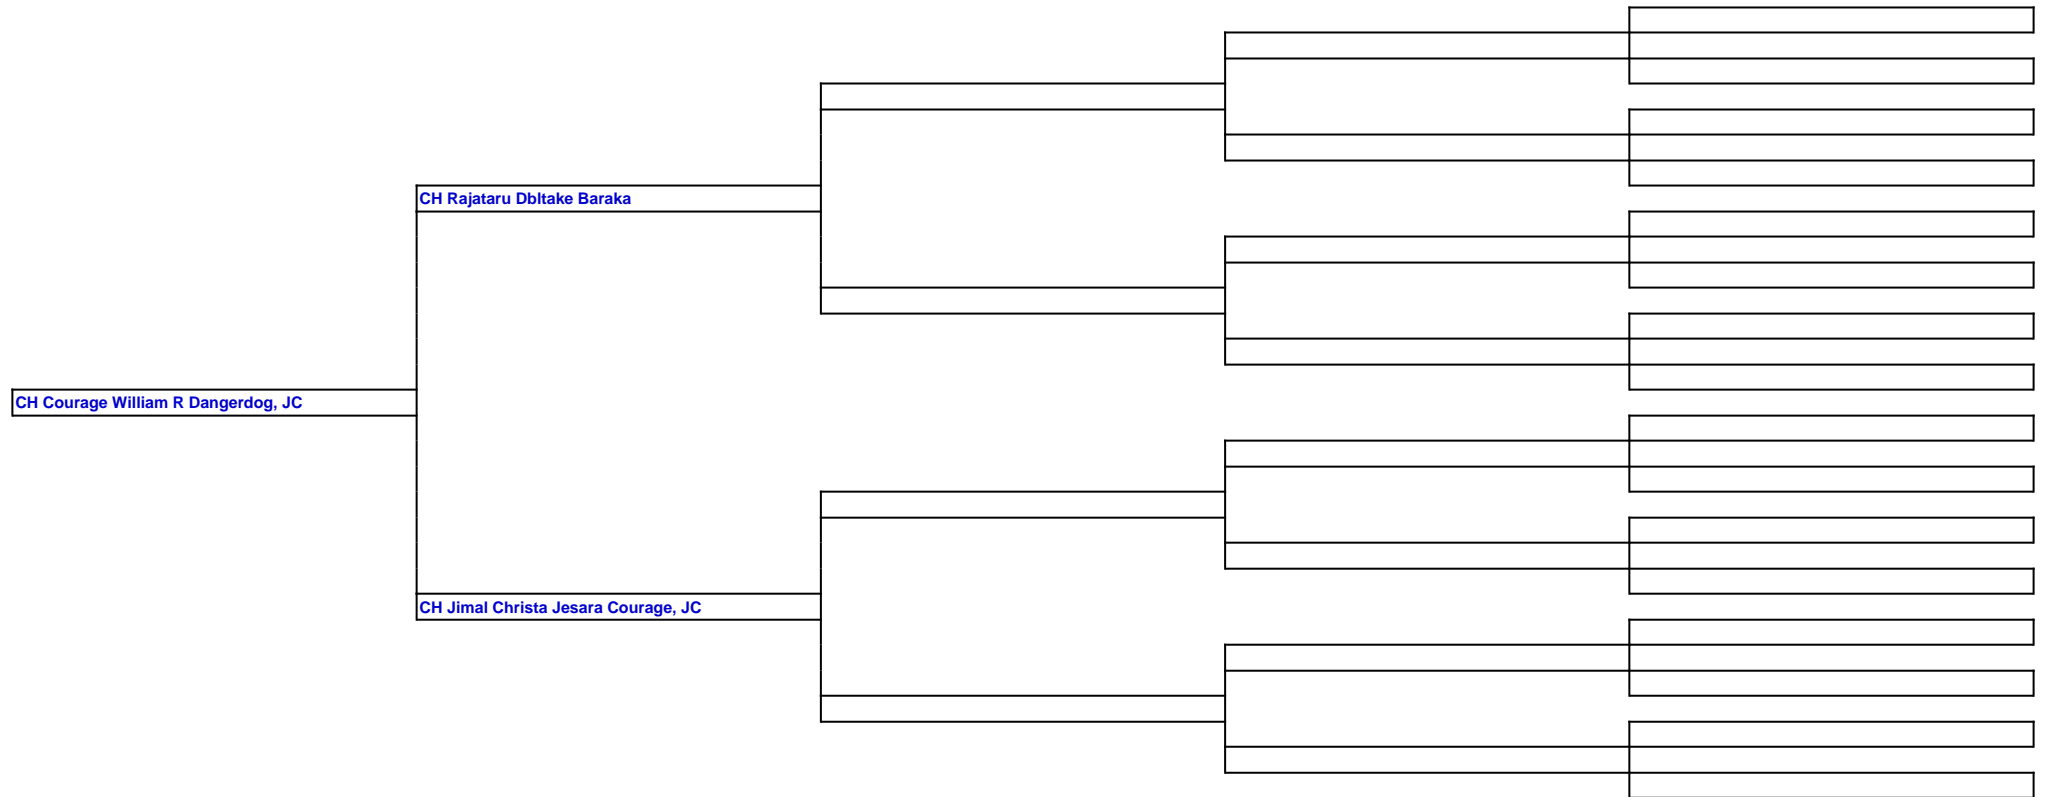 CH Rajataru Dbltake Baraka
CH Courage William R Dangerdog, JC
CH Jimal Christa Jesara Courage, JC